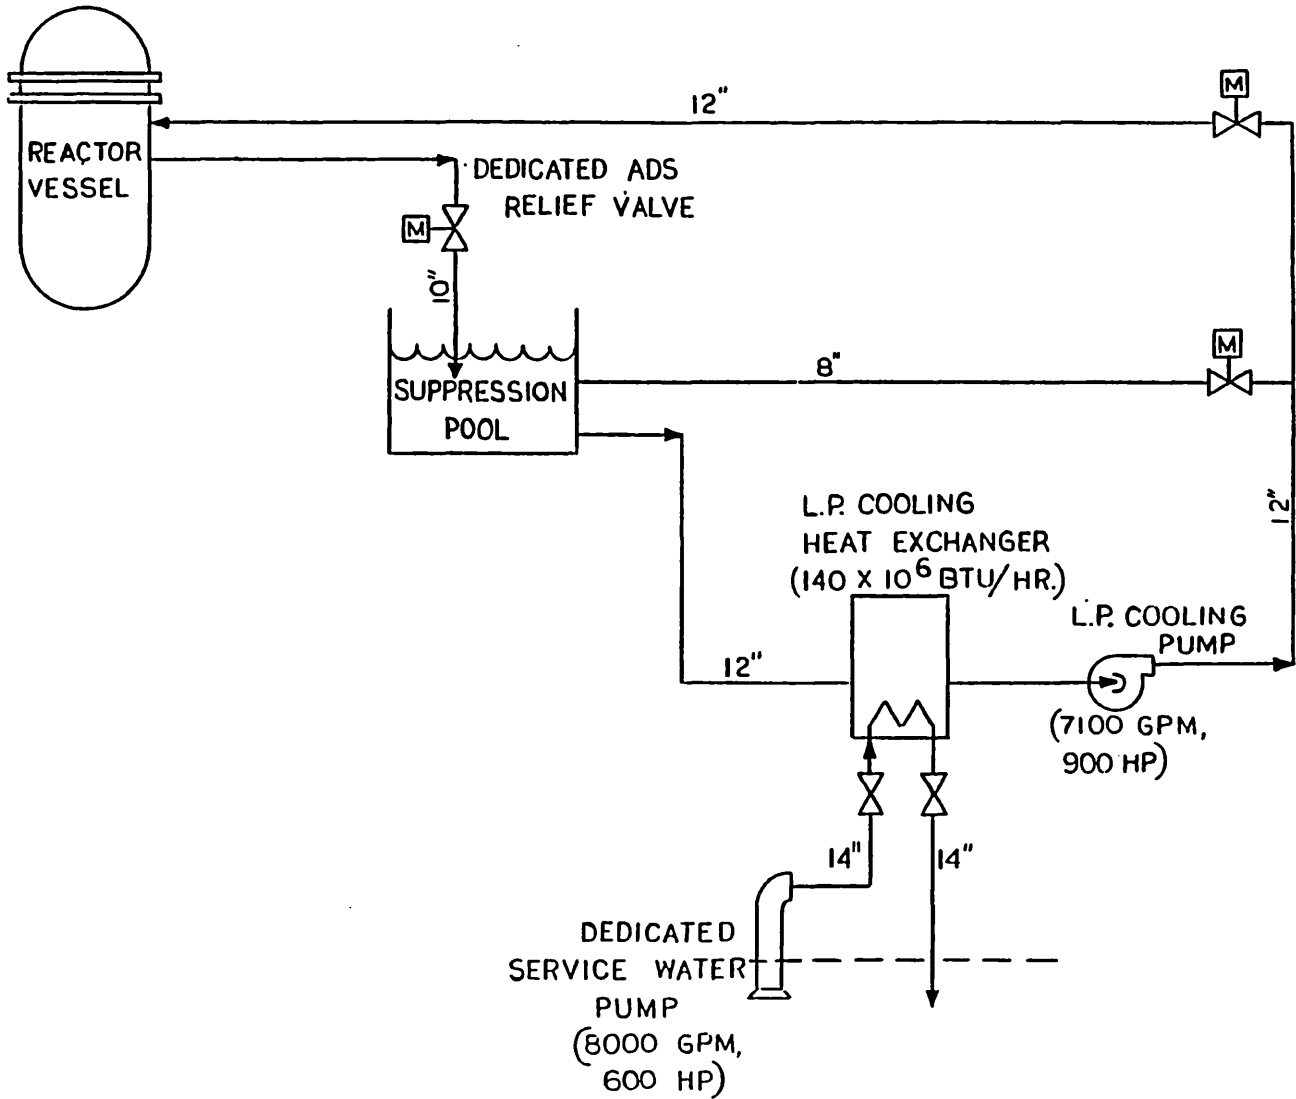 M
12"
REACTOR
VESSEL
DEDICATED ADS
RELIEF VALVE
M
10"
M
8"
SUPPRESSION
POOL
12"
L.P. COOLING
HEAT EXCHANGER
(140 X 10⁶ BTU/HR.)
L.P. COOLING
PUMP
12"
(7100 GPM,
900 HP)
14"
14"
DEDICATED
SERVICE WATER
PUMP
(8000 GPM,
600 HP)